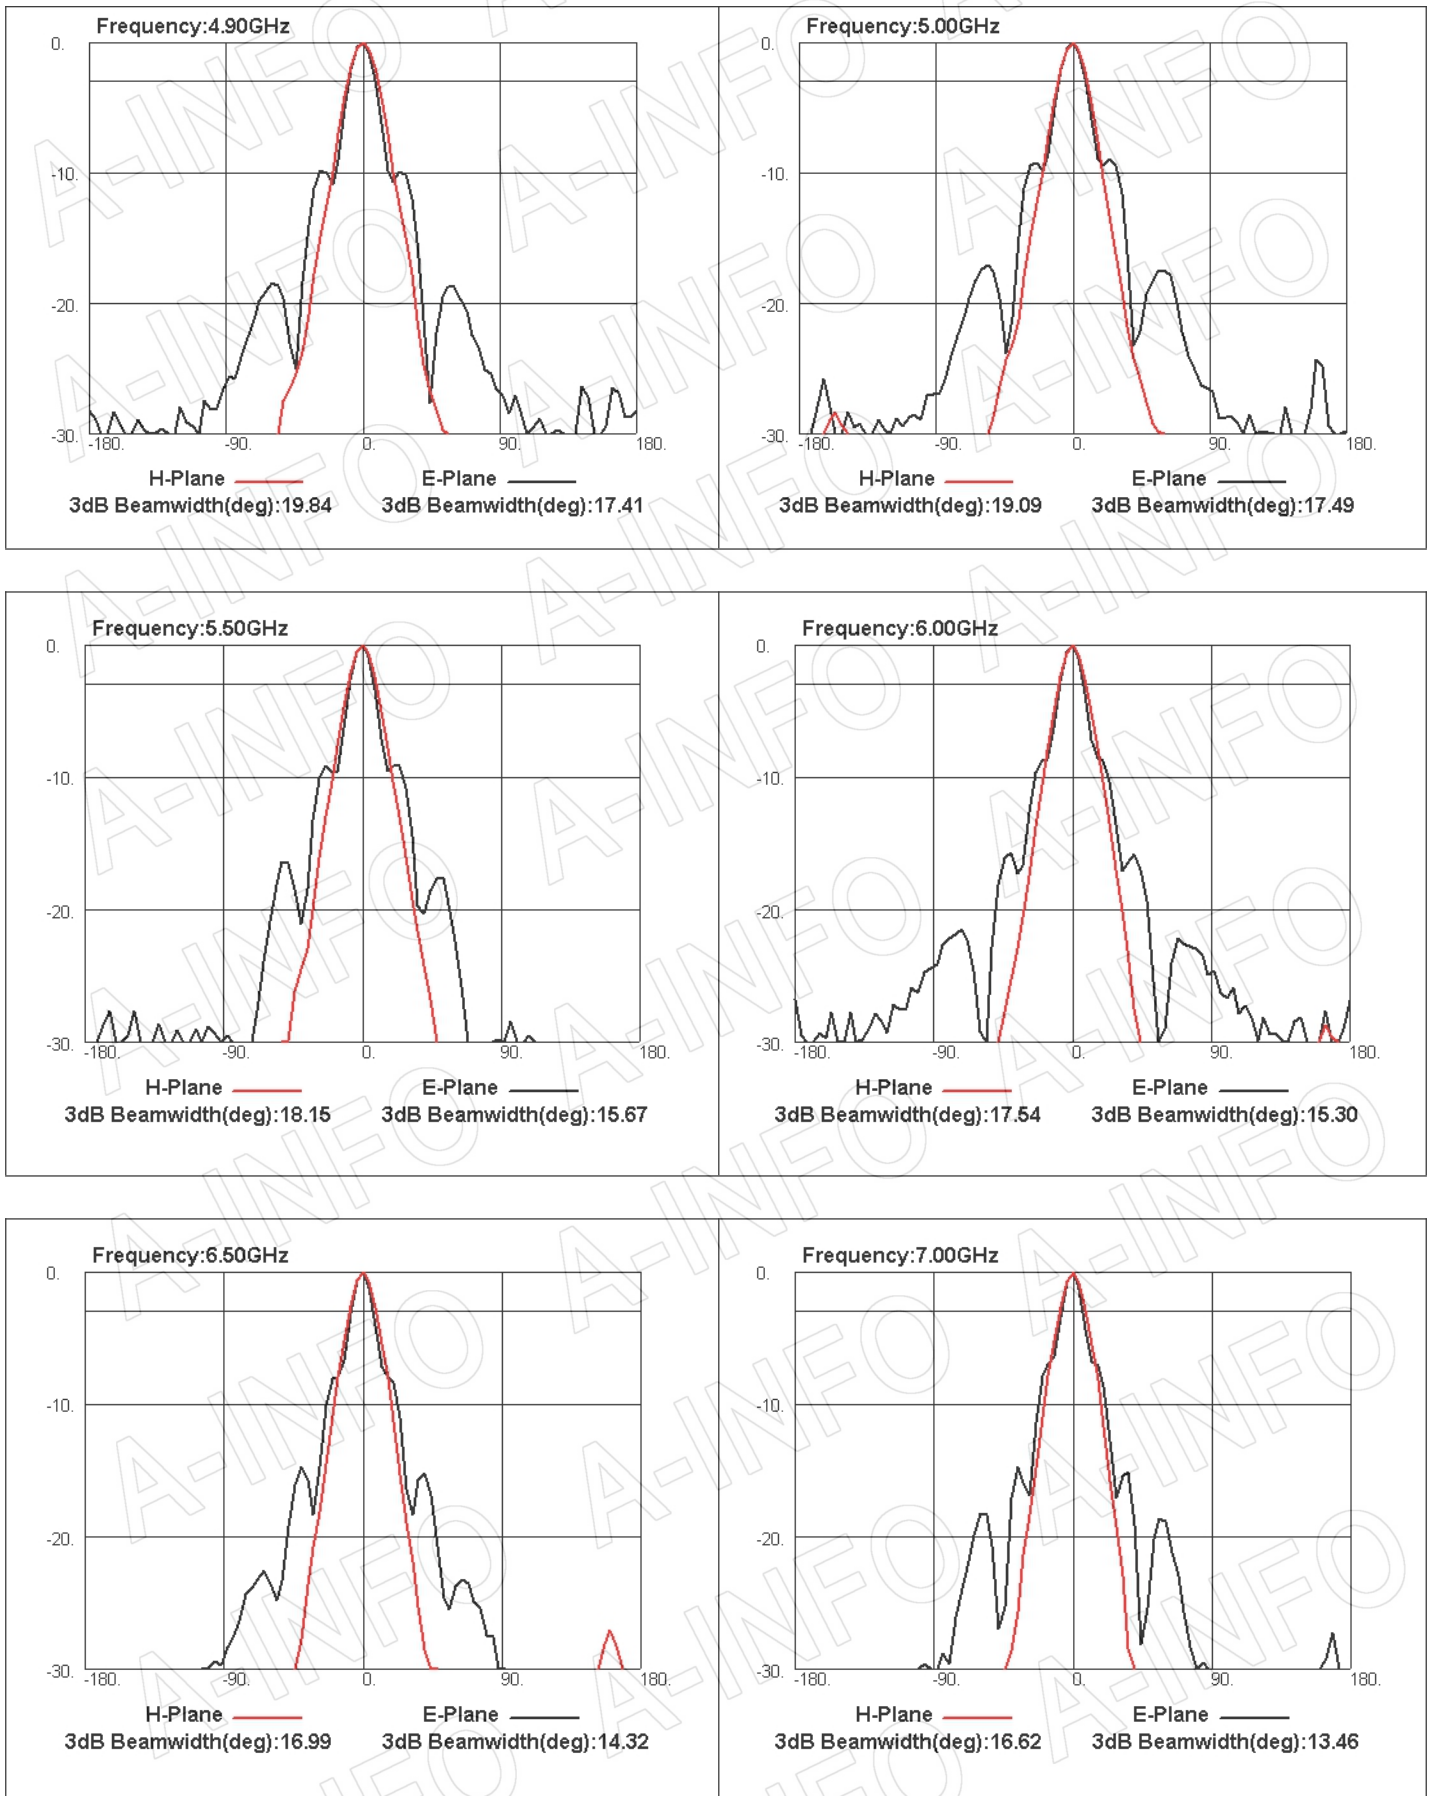 Frequency:4.90GHz
0.
-10.
-20.
-30.
-180. -90. 0. 90. 180.
H-Plane E-Plane
3dB Beamwidth(deg):19.84 3dB Beamwidth(deg):17.41
Frequency:5.00GHz
0.
-10.
-20.
-30.
-180. -90. 0. 90. 180.
H-Plane E-Plane
3dB Beamwidth(deg):19.09 3dB Beamwidth(deg):17.49
Frequency:5.50GHz
0.
-10.
-20.
-30.
-180. -90. 0. 90. 180.
H-Plane E-Plane
3dB Beamwidth(deg):18.15 3dB Beamwidth(deg):15.67
Frequency:6.00GHz
0.
-10.
-20.
-30.
-180. -90. 0. 90. 180.
H-Plane E-Plane
3dB Beamwidth(deg):17.54 3dB Beamwidth(deg):15.30
Frequency:6.50GHz
0.
-10.
-20.
-30.
-180. -90. 0. 90. 180.
H-Plane E-Plane
3dB Beamwidth(deg):16.99 3dB Beamwidth(deg):14.32
Frequency:7.00GHz
0.
-10.
-20.
-30.
-180. -90. 0. 90. 180.
H-Plane E-Plane
3dB Beamwidth(deg):16.62 3dB Beamwidth(deg):13.46
A-INFO